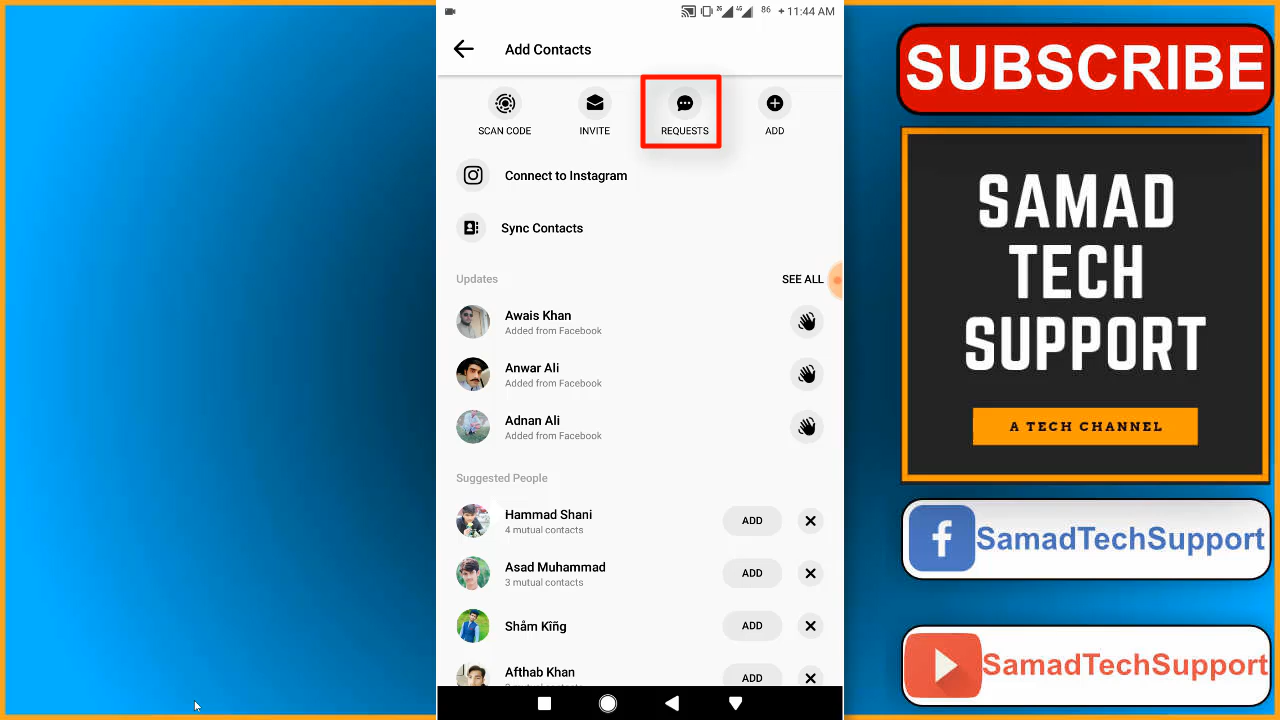 86 + 11:44 AM
Add Contacts
SCAN CODE
INVITE
REQUESTS
ADD
Connect to Instagram
Sync Contacts
Updates
SEE ALL
Awais Khan
Added from Facebook
Anwar Ali
Added from Facebook
Adnan Ali
Added from Facebook
Suggested People
Hammad Shani
4 mutual contacts
ADD
Asad Muhammad
3 mutual contacts
ADD
Shåm Kîñg
ADD
Afthab Khan
ADD
SUBSCRIBE
SAMAD
TECH
SUPPORT
A TECH CHANNEL
SamadTechSupport
SamadTechSupport